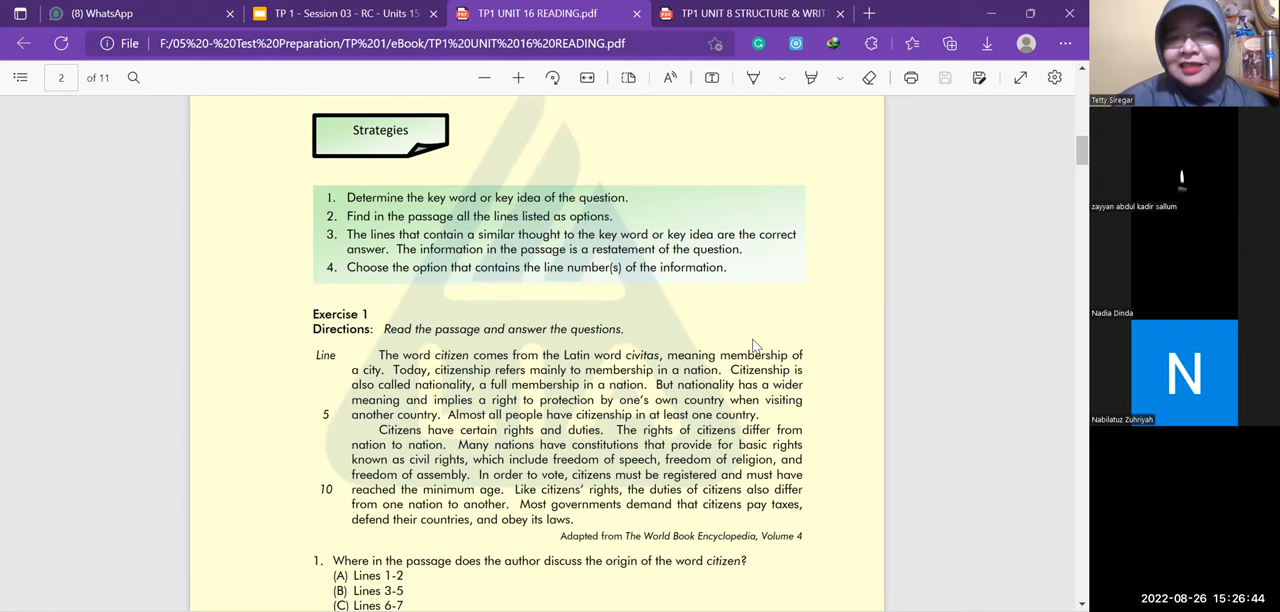 (8) WhatsApp
TP 1 - Session 03 - RC - Units 15
TP1 UNIT 16 READING.pdf
TP1 UNIT 8 STRUCTURE & WRIT
File
F:/05%20-%20Test%20Preparation/TP%201/eBook/TP1%20UNIT%2016%20READING.pdf
2
of 11
Strategies
1. Determine the key word or key idea of the question.
2. Find in the passage all the lines listed as options.
3. The lines that contain a similar thought to the key word or key idea are the correct
answer. The information in the passage is a restatement of the question.
4. Choose the option that contains the line number(s) of the information.
Exercise 1
Directions: Read the passage and answer the questions.
Line The word citizen comes from the Latin word civitas, meaning membership of
a city. Today, citizenship refers mainly to membership in a nation. Citizenship is
also called nationality, a full membership in a nation. But nationality has a wider
meaning and implies a right to protection by one's own country when visiting
5 another country. Almost all people have citizenship in at least one country.
Citizens have certain rights and duties. The rights of citizens differ from
nation to nation. Many nations have constitutions that provide for basic rights
known as civil rights, which include freedom of speech, freedom of religion, and
freedom of assembly. In order to vote, citizens must be registered and must have
10 reached the minimum age. Like citizens' rights, the duties of citizens also differ
from one nation to another. Most governments demand that citizens pay taxes,
defend their countries, and obey its laws.
Adapted from The World Book Encyclopedia, Volume 4
1. Where in the passage does the author discuss the origin of the word citizen?
(A) Lines 1-2
(B) Lines 3-5
(C) Lines 6-7
Tetty Siregar
zayyan abdul kadir sallum
Nadia Dinda
N
Nabilatuz Zuhriyah
2022-08-26 15:26:44